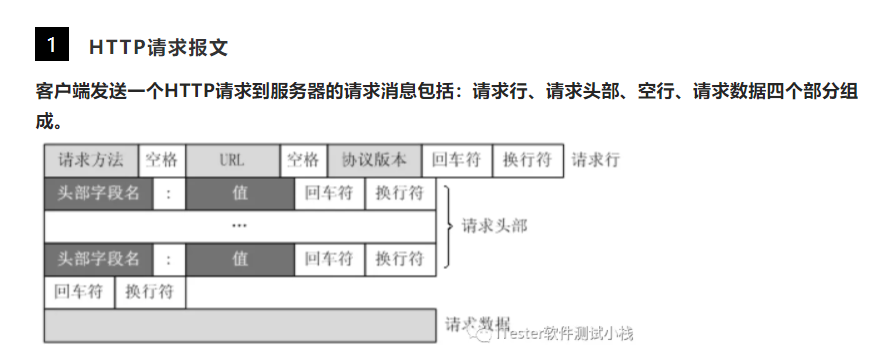 1 HTTP请求报文
客户端发送一个HTTP请求到服务器的请求消息包括：请求行、请求头部、空行、请求数据四个部分组
成。
请求方法 空格 URL 空格 协议版本 回车符 换行符 请求行
头部字段名 : 值 回车符 换行符
... 请求头部
头部字段名 : 值 回车符 换行符
回车符 换行符
请求数据 ITester软件测试小栈